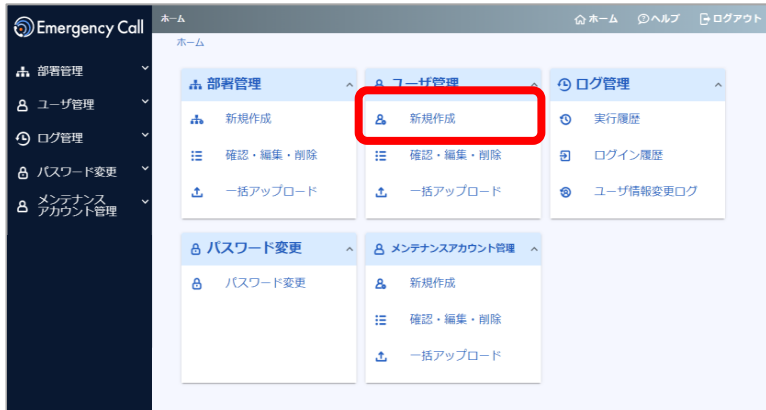 Emergency Call
ホーム
ホーム
ヘルプ
ログアウト
ホーム
部署管理
ユーザ管理
ログ管理
パスワード変更
メンテナンス
アカウント管理
部署管理
新規作成
確認・編集・削除
一括アップロード
ユーザ管理
新規作成
確認・編集・削除
一括アップロード
ログ管理
実行履歴
ログイン履歴
ユーザ情報変更ログ
パスワード変更
パスワード変更
メンテナンスアカウント管理
新規作成
確認・編集・削除
一括アップロード